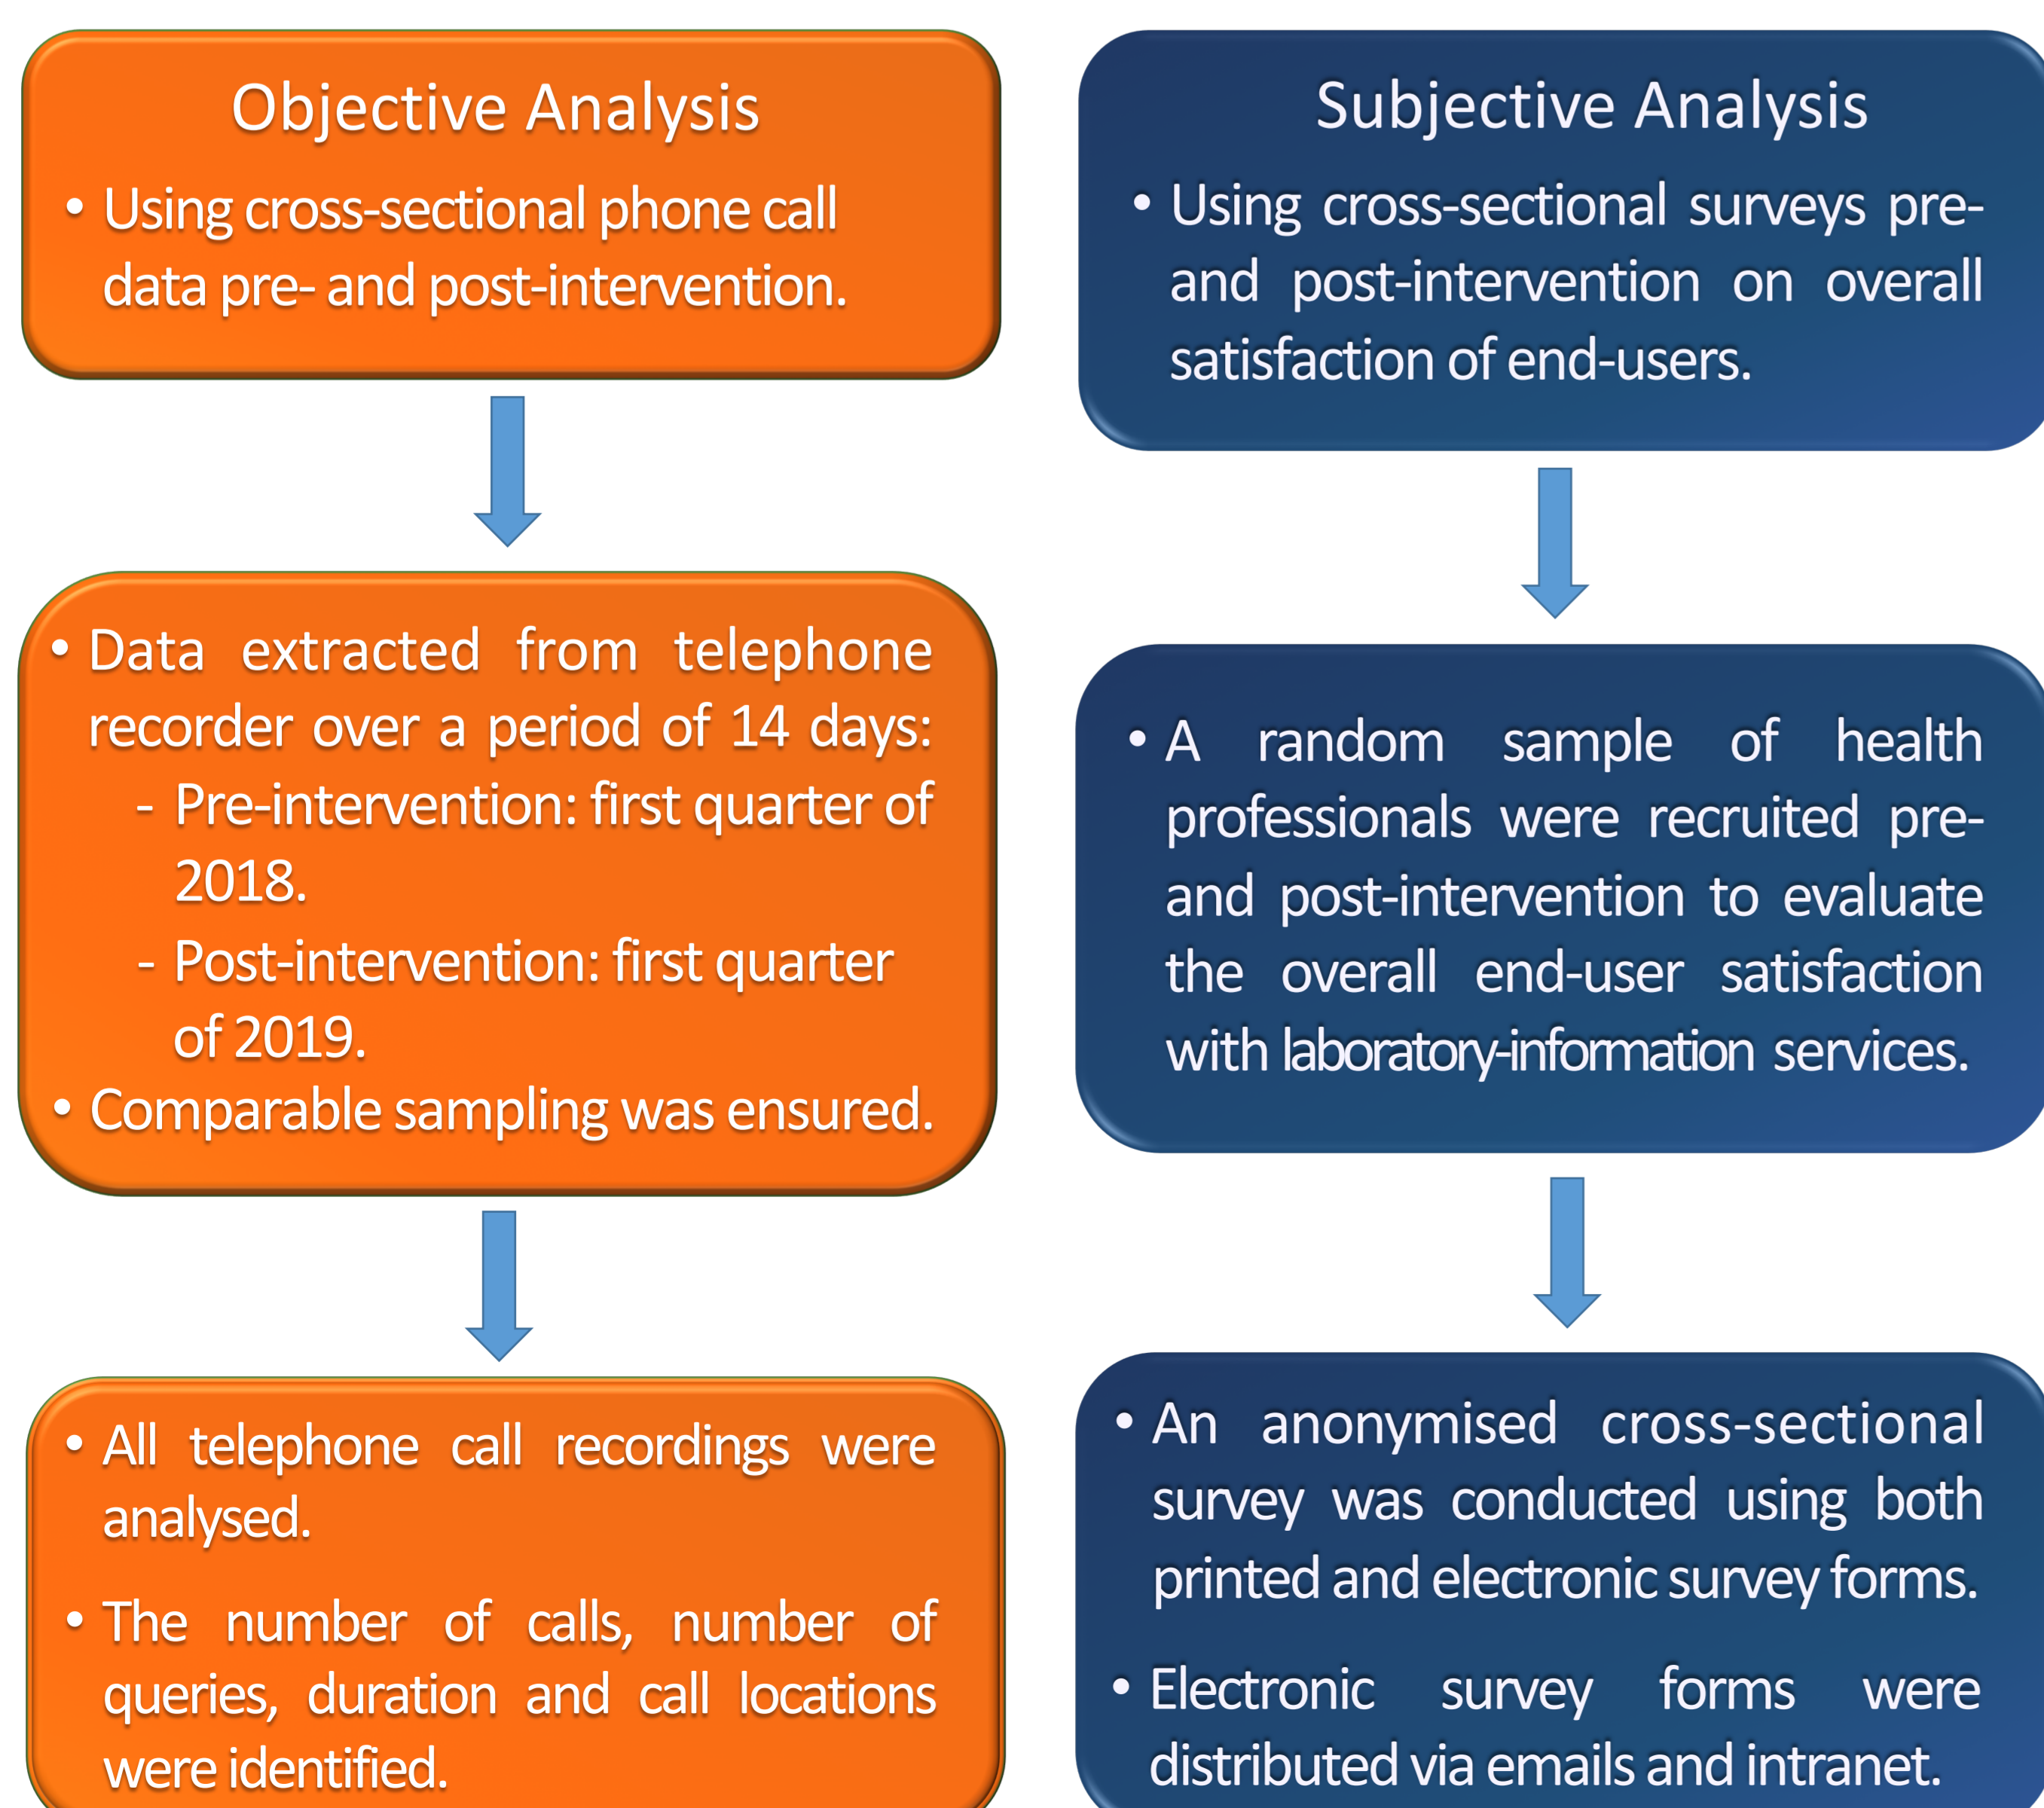 Objective Analysis
• Using cross-sectional phone call
data pre- and post-intervention.
• Data extracted from telephone
recorder over a period of 14 days:
- Pre-intervention: first quarter of
2018.
- Post-intervention: first quarter
of 2019.
• Comparable sampling was ensured.
• All telephone call recordings were
analysed.
• The number of calls, number of
queries, duration and call locations
were identified.
Subjective Analysis
• Using cross-sectional surveys pre-
and post-intervention on overall
satisfaction of end-users.
• A random sample of health
professionals were recruited pre-
and post-intervention to evaluate
the overall end-user satisfaction
with laboratory-information services.
• An anonymised cross-sectional
survey was conducted using both
printed and electronic survey forms.
• Electronic survey forms were
distributed via emails and intranet.